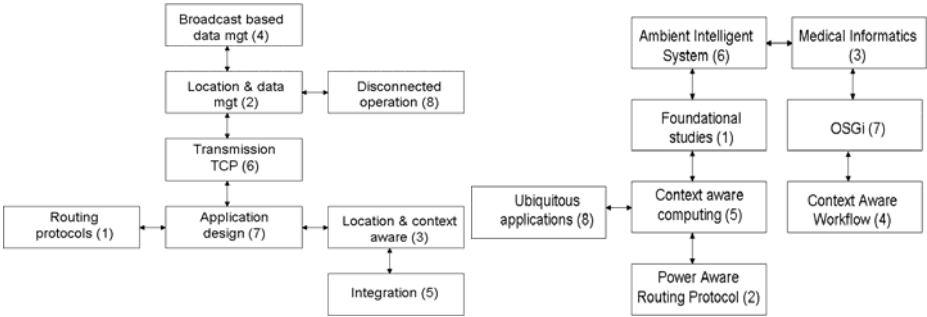 Broadcast based
data mgt (4)
Location & data
mgt (2)
Disconnected
operation (8)
Transmission
TCP (6)
Routing
protocols (1)
Application
design (7)
Location & context
aware (3)
Integration (5)
Ambient Intelligent
System (6)
Medical Informatics
(3)
Foundational
studies (1)
OSGi (7)
Ubiquitous
applications (8)
Context aware
computing (5)
Context Aware
Workflow (4)
Power Aware
Routing Protocol (2)